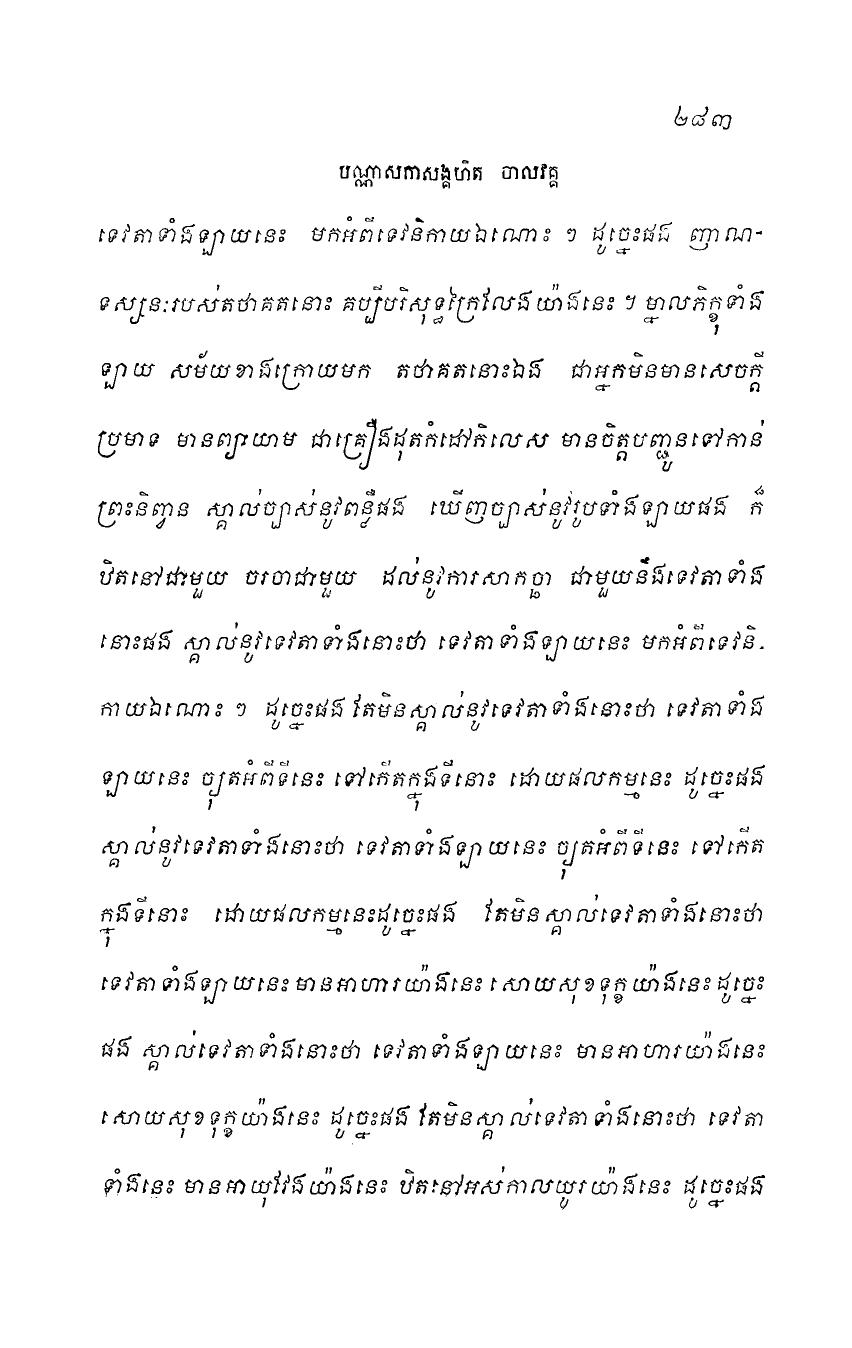 ២៨៣
បណ្ណាសកាសង្គហិត ចាលវគ្គ
ទេវតាទាំងឡាយនេះ មកអំពីទេវនិកាយឯណោះ ៗ ដូច្នេះផង ញាណ-
ទស្សនៈរបស់តថាគតនោះ គប្បីបរិសុទ្ធក្រៃលែងយ៉ាងនេះ ។ ម្នាលភិក្ខុទាំង
ឡាយ សម័យខាងក្រោយមក តថាគតនោះឯង ជាអ្នកមិនមានសេចក្តី
ប្រមាទ មានព្យាយាម ជាគ្រឿងដុតកំដៅកិលេស មានចិត្តបញ្ជូនទៅកាន់
ព្រះនិព្វាន ស្គាល់ច្បាស់នូវពន្លឺផង ឃើញច្បាស់នូវរូបទាំងឡាយផង ក៏
ឋិតនៅជាមួយ ចរចាជាមួយ ដល់នូវការសាកច្ឆា ជាមួយនឹងទេវតាទាំង
នោះផង ស្គាល់នូវទេវតាទាំងនោះថា ទេវតាទាំងឡាយនេះ មកអំពីទេវនិ-
កាយឯណោះ ៗ ដូច្នេះផង តែមិនស្គាល់នូវទេវតាទាំងនោះថា ទេវតាទាំង
ឡាយនេះ ច្យុតអំពីទីនេះ ទៅកើតក្នុងទីនោះ ដោយផលកម្មនេះ ដូច្នេះផង
ស្គាល់នូវទេវតាទាំងនោះថា ទេវតាទាំងឡាយនេះ ច្យុតអំពីទីនេះ ទៅកើត
ក្នុងទីនោះ ដោយផលកម្មនេះដូច្នេះផង តែមិនស្គាល់ទេវតាទាំងនោះថា
ទេវតាទាំងឡាយនេះ មានអាហារយ៉ាងនេះ សោយសុខទុក្ខយ៉ាងនេះដូច្នេះ
ផង ស្គាល់ទេវតាទាំងនោះថា ទេវតាទាំងឡាយនេះ មានអាហារយ៉ាងនេះ
សោយសុខទុក្ខយ៉ាងនេះ ដូច្នេះផង តែមិនស្គាល់ទេវតាទាំងនោះថា ទេវតា
ទាំងនេះ មានអាយុវែងយ៉ាងនេះ ឋិតនៅអស់កាលយូរយ៉ាងនេះ ដូច្នេះផង